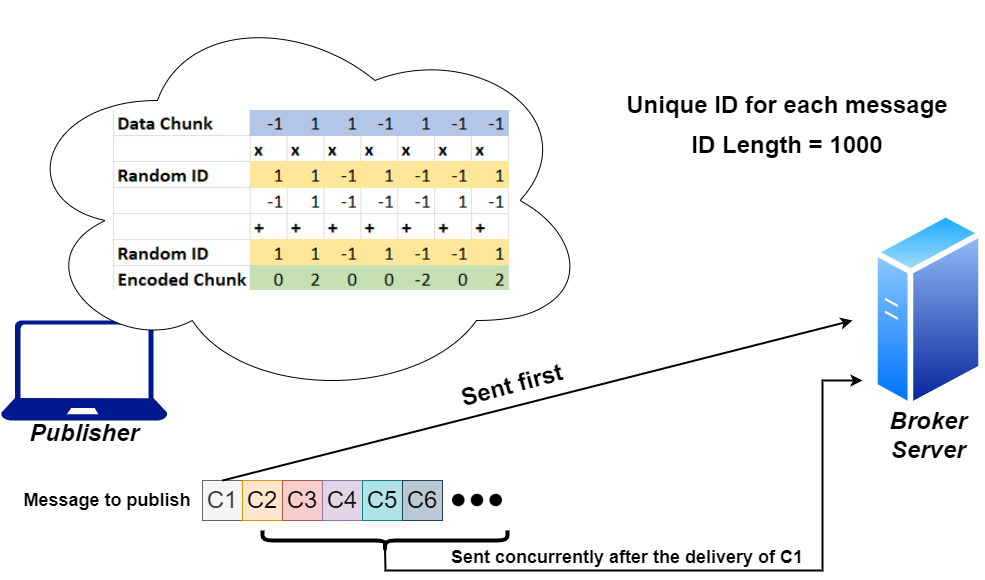 Data Chunk -1 1 1 -1 1 -1 -1
x x x x x x x
Random ID 1 1 -1 1 -1 -1 1
-1 1 -1 -1 -1 1 -1
+ + + + + + +
Random ID 1 1 -1 1 -1 -1 1
Encoded Chunk 0 2 0 0 -2 0 2
Unique ID for each message
ID Length = 1000
Publisher
Sent first
Broker
Server
Message to publish C1 C2 C3 C4 C5 C6 •••
Sent concurrently after the delivery of C1